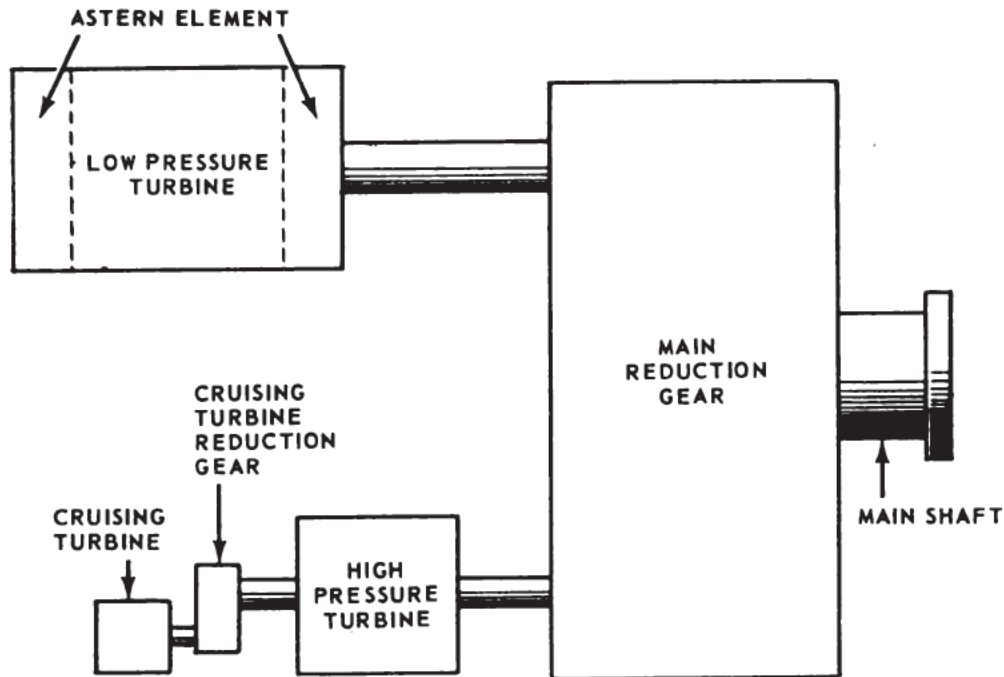 ASTERN ELEMENT
LOW PRESSURE
TURBINE
MAIN
REDUCTION
GEAR
CRUISING
TURBINE
REDUCTION
GEAR
CRUISING
TURBINE
HIGH
PRESSURE
TURBINE
MAIN SHAFT